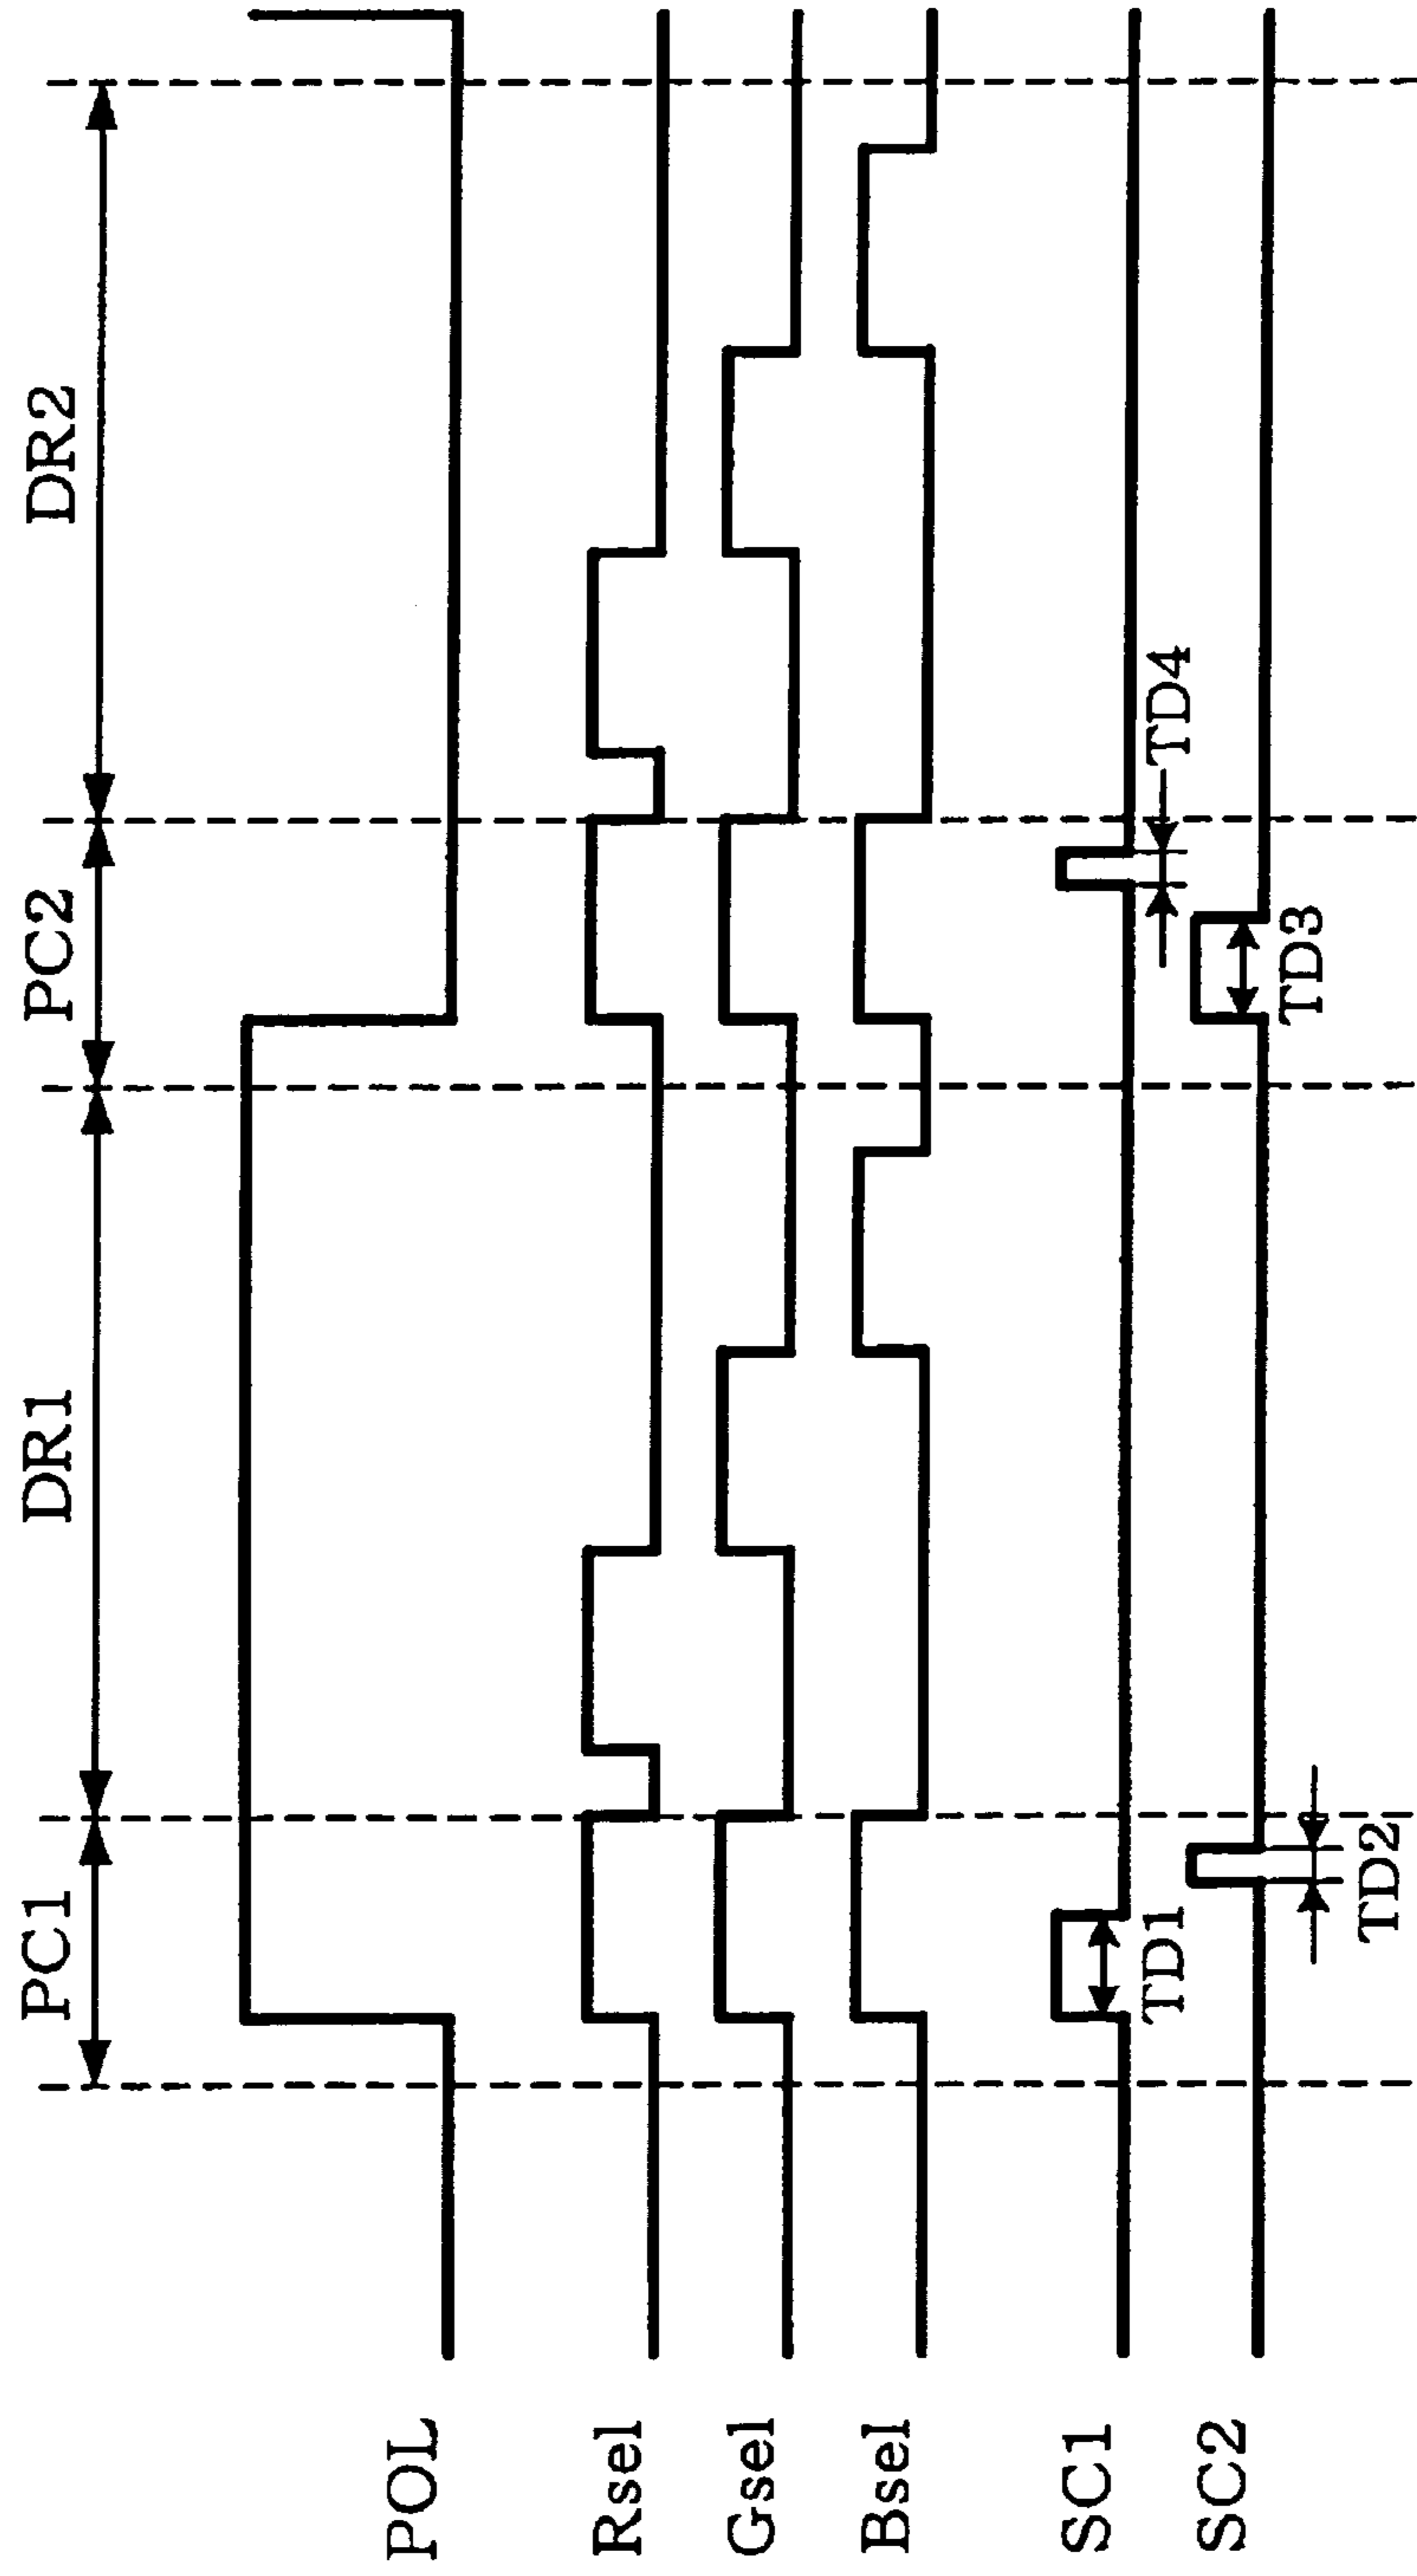 PC1 DR1 PC2 DR2
POL
Rsel
Gsel
Bsel
SC1
TD1 TD4
SC2
TD2 TD3